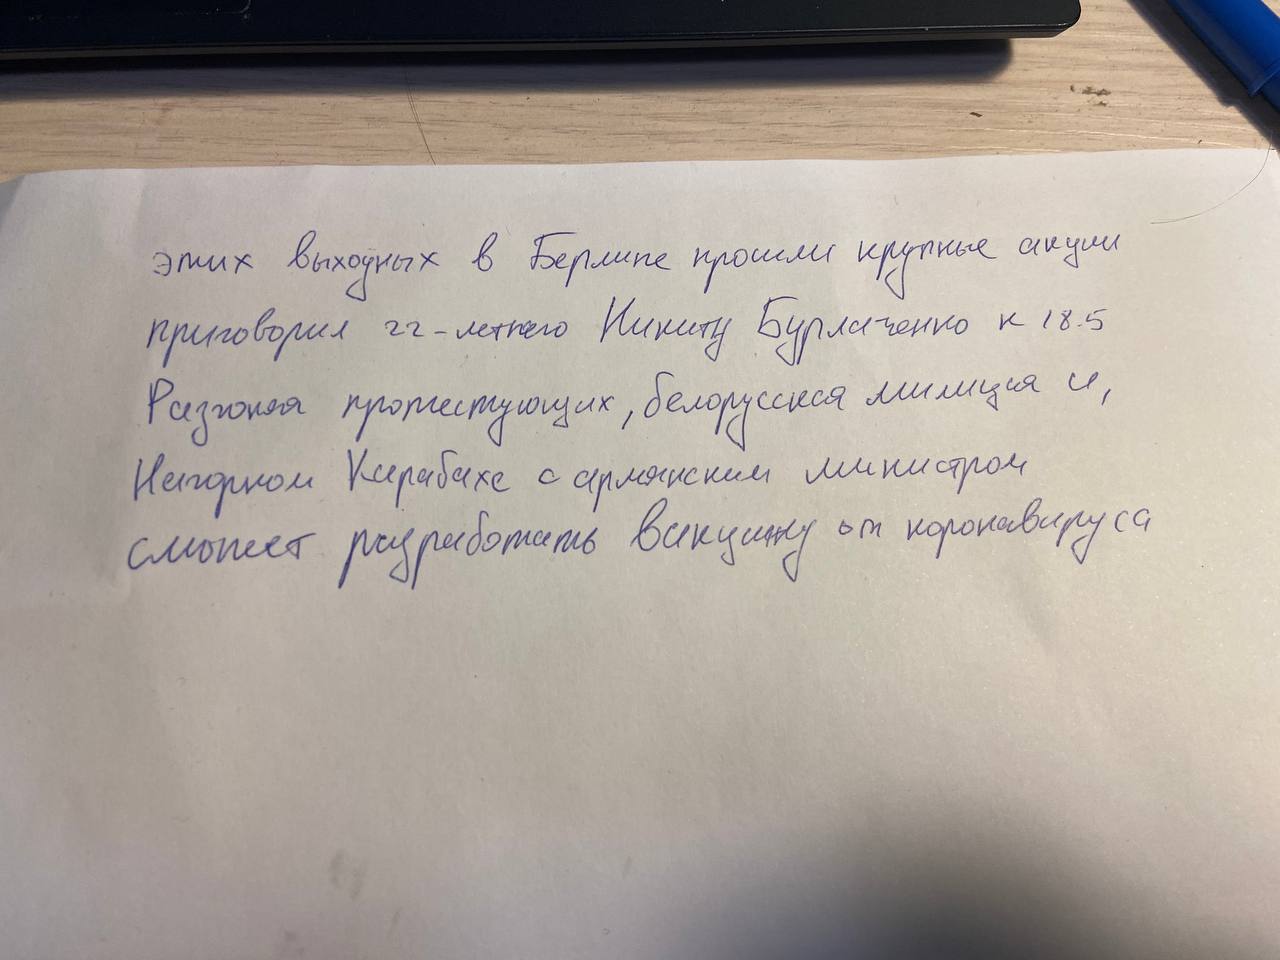 этих выходных в Берлине прошли крупные акции
приговорил 22-летнего Никиту Бурлаченко к 18.5
Разгоняя протестующих, белорусская милиция и,
Нагорном Карабахе с армянским министром
сможет разработать вакцину от коронавируса